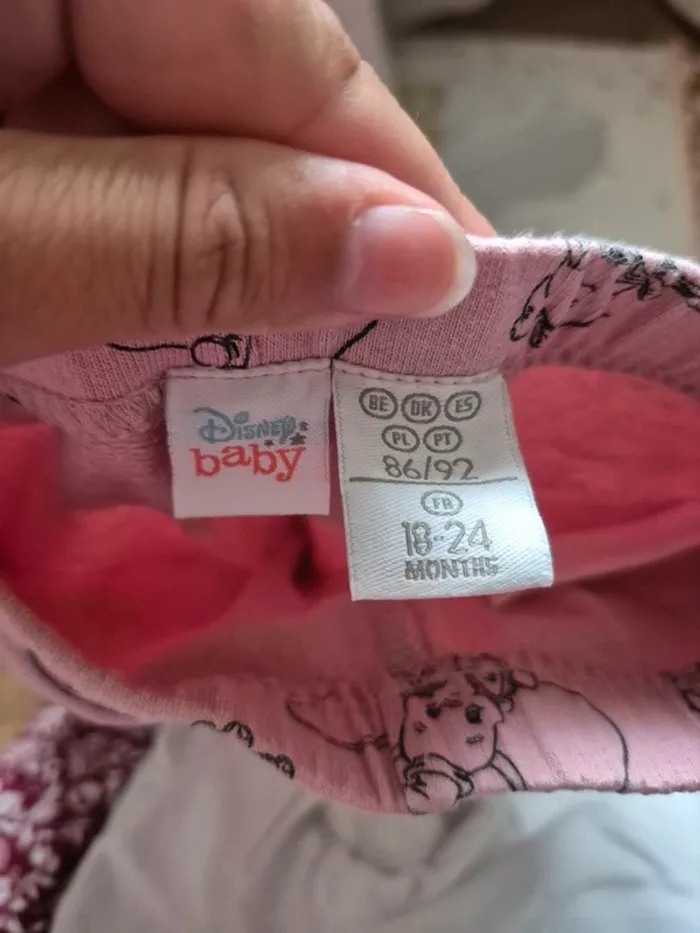 Disney
baby
BE DK ES
PL PT
86/92
FR
18-24
MONTHS